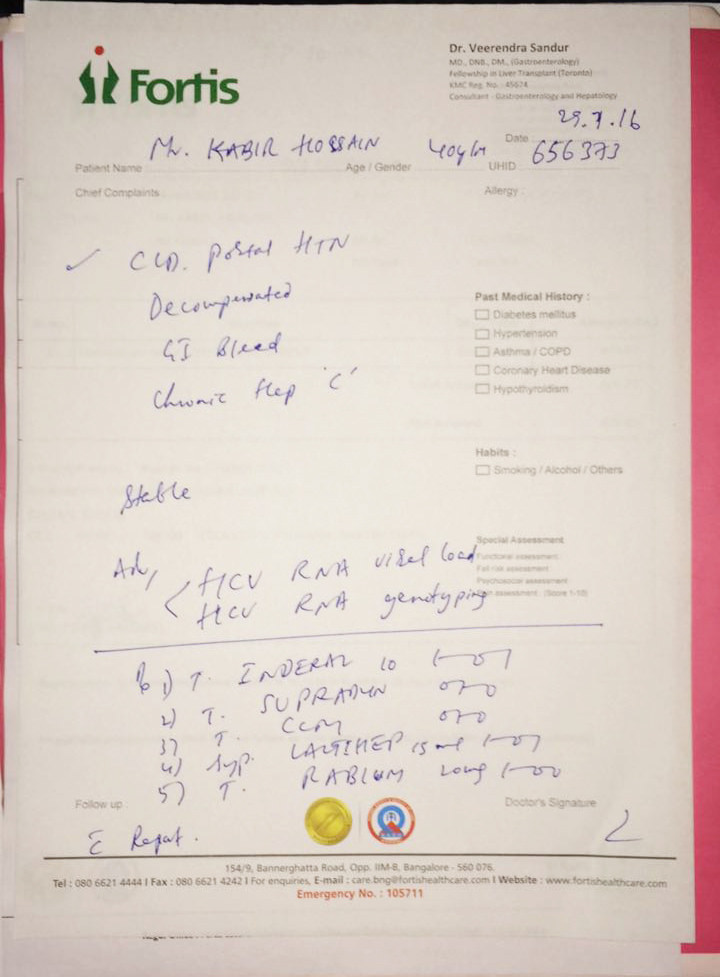 Fortis
Dr. Veerendra Sandur
MD., DNB., DM., (Gastroenterology)
Fellowship in Liver Transplant (Toronto)
KMC Reg. No. - 45674
Consultant - Gastroenterology and Hepatology
Date 29.7.16
Patient Name Mr. KABIR HOSSAIN Age / Gender 40y/M UHID 656373
Chief Complaints : Allergy :
✓ CLD. Portal HTN
Decompensated
GI Bleed
Chronic Hep 'C'
Past Medical History :
Diabetes mellitus
Hypertension
Asthma / COPD
Coronary Heart Disease
Hypothyroidism
Habits :
Smoking / Alcohol / Others
Stable
Special Assessment
Functional assessment
Fall risk assessment
Psychosocial assessment
Pain assessment (Score 1-10)
Adv, HCV RNA viral load
HCV RNA genotyping
1) T. INDERAL 10 1-0-1
2) T. SUPRADYN 0-1-0
3) T. CCM 0-1-0
4) Syp. LACTIHEP 15 ml 1-0-1
5) T. RABIUM 20mg 1-0-0
Follow up : Doctor's Signature
c̄ Report.
154/9, Bannerghatta Road, Opp. IIM-B, Bangalore - 560 076.
Tel : 080 6621 4444 I Fax : 080 6621 4242 I For enquiries, E-mail : care.bng@fortishealthcare.com I Website : www.fortishealthcare.com
Emergency No. : 105711